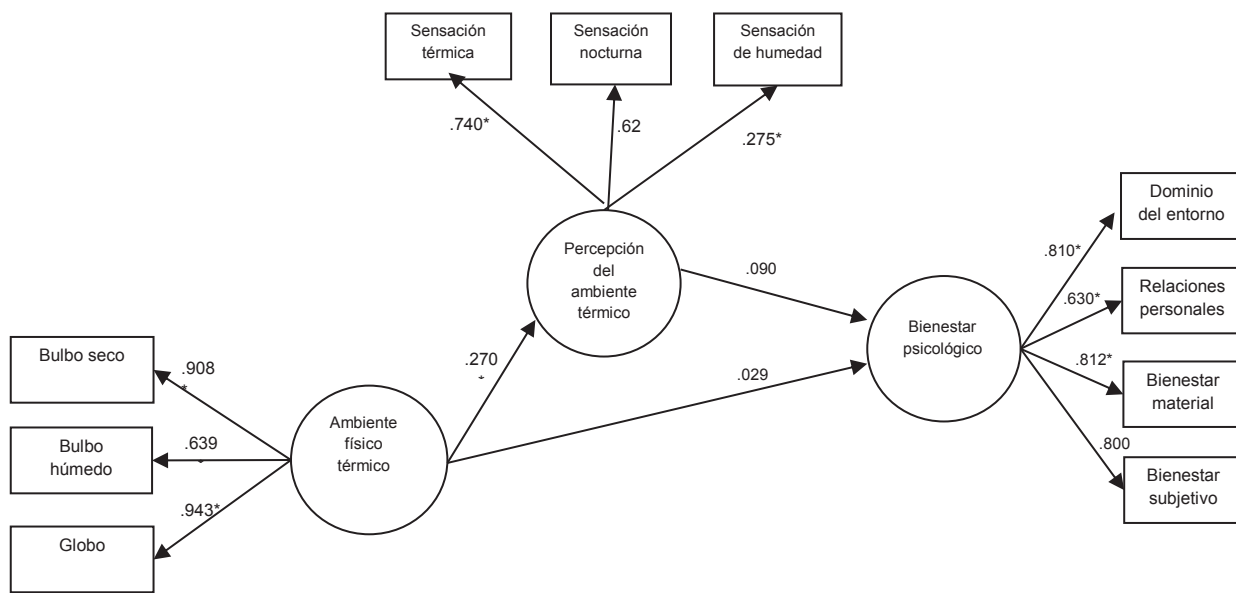 Sensación
térmica
Sensación
nocturna
Sensación
de humedad
.740*
.62
.275*
Percepción
del
ambiente
térmico
.090
Dominio
del entorno
.810*
Relaciones
personales
.630*
Bienestar
psicológico
.812*
Bienestar
material
.800
Bienestar
subjetivo
.270
*
.029
Bulbo seco
.908
*
Ambiente
físico
térmico
Bulbo
húmedo
.639
*
.943*
Globo